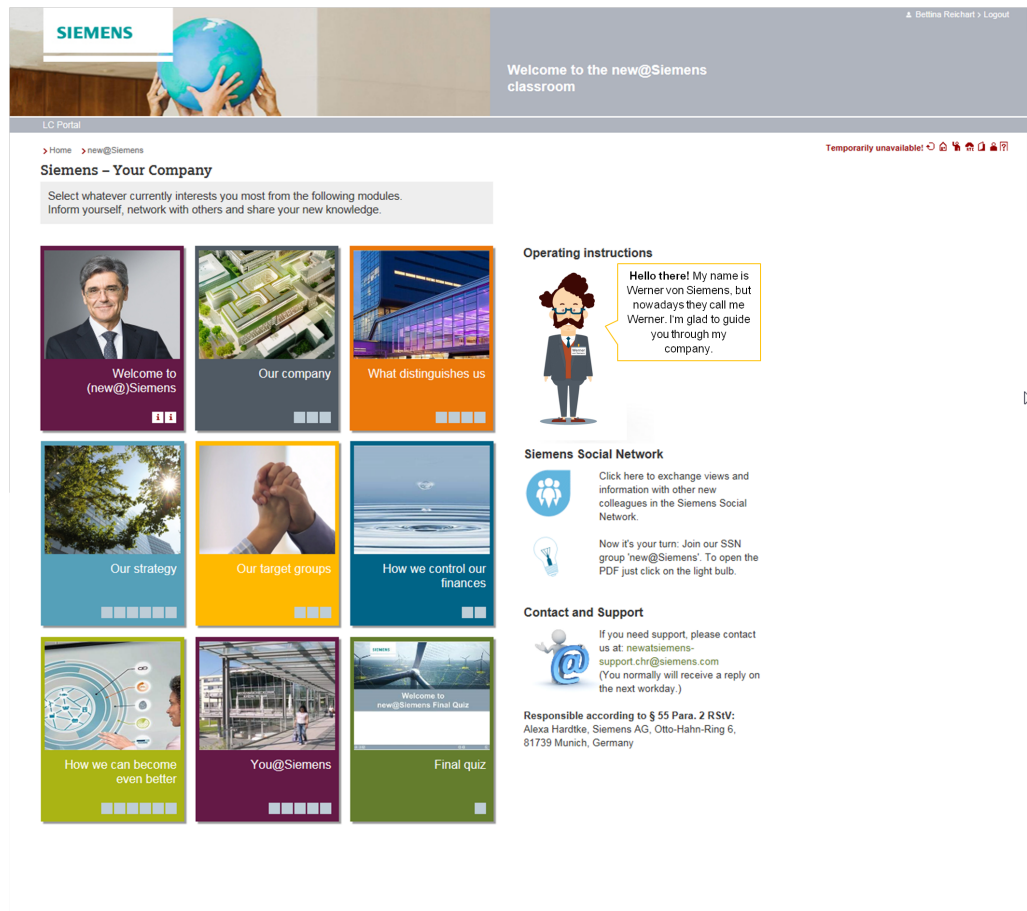 SIEMENS
Bettina Reichart > Logout
Welcome to the new@Siemens
classroom
LC Portal
Home
new@Siemens
Temporarily unavailable!
Siemens – Your Company
Select whatever currently interests you most from the following modules.
Inform yourself, network with others and share your new knowledge.
Welcome to
(new@)Siemens
Our company
What distinguishes us
Our strategy
Our target groups
How we control our
finances
How we can become
even better
You@Siemens
SIEMENS
Welcome to
new@Siemens Final Quiz
Final quiz
Operating instructions
Hello there! My name is
Werner von Siemens, but
nowadays they call me
Werner. I'm glad to guide
you through my
company.
Werner
Siemens Social Network
Click here to exchange views and
information with other new
colleagues in the Siemens Social
Network.
Now it's your turn: Join our SSN
group 'new@Siemens'. To open the
PDF just click on the light bulb.
Contact and Support
If you need support, please contact
us at: newatsiemens-
support.chr@siemens.com
(You normally will receive a reply on
the next workday.)
Responsible according to § 55 Para. 2 RStV:
Alexa Hardtke, Siemens AG, Otto-Hahn-Ring 6,
81739 Munich, Germany